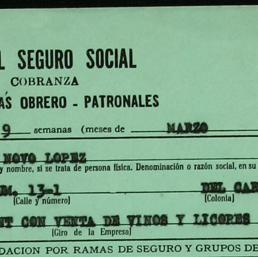 L SEGURO SOCIAL
COBRANZA
AS OBRERO - PATRONALES
9 semanas (meses de MARZO
NOVO LOPEZ
y nombre, si se trata de persona física. Denominación o razón social, en su
M. 13-1 DEL CAR
(Calle y número) (Colonia)
NT CON VENTA DE VINOS Y LICORES
(Giro de la Empresa)
DACION POR RAMAS DE SEGURO Y GRUPOS DE